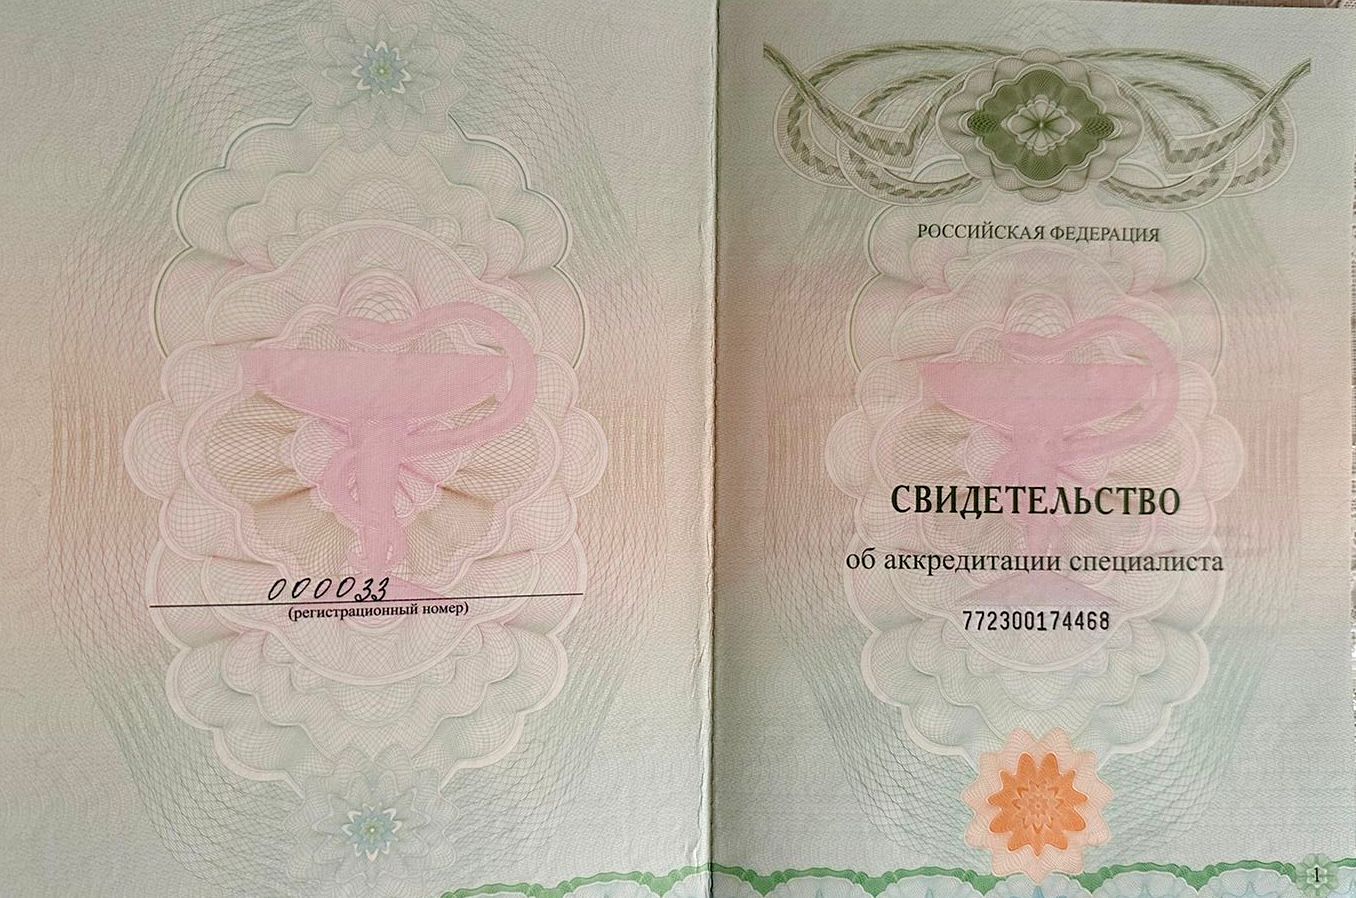 000033
(регистрационный номер)
РОССИЙСКАЯ ФЕДЕРАЦИЯ
СВИДЕТЕЛЬСТВО
об аккредитации специалиста
772300174468
1